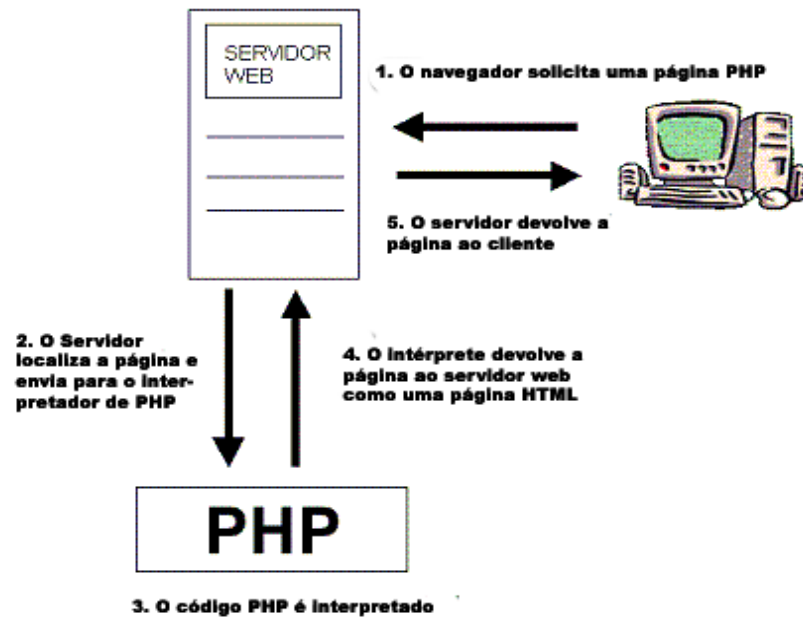 SERVIDOR
WEB
1. O navegador solicita uma página PHP
5. O servidor devolve a
página ao cliente
2. O Servidor
localiza a página e
envia para o inter-
pretador de PHP
4. O intérprete devolve a
página ao servidor web
como uma página HTML
PHP
3. O código PHP é interpretado